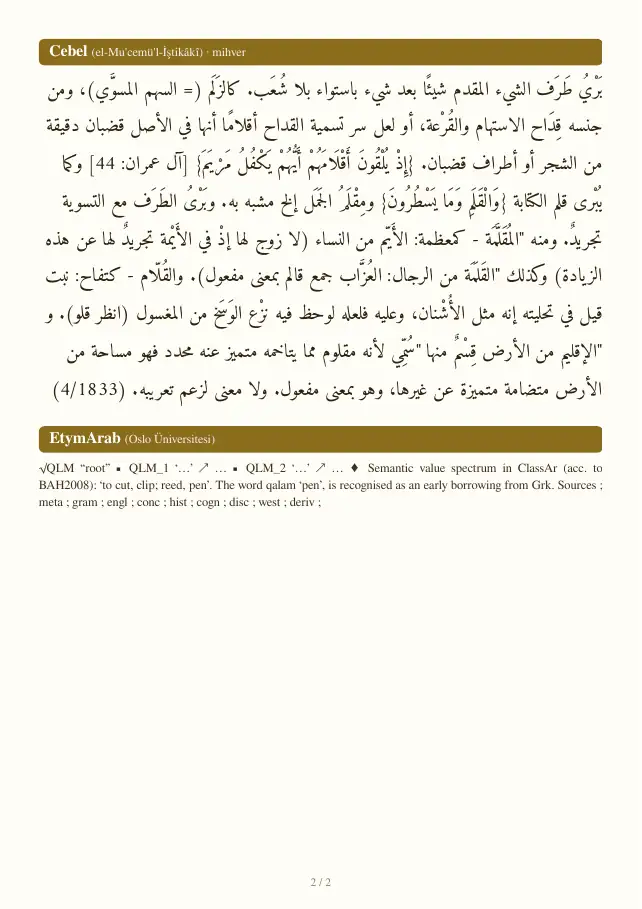 Cebel (el-Mu'cemü'l-İştikâkî) · mihver
بَرْيُ طَرَف الشيء المقدم شيئًا بعد شيء باستواء بلا شُعَب. كالزَلَم (= السهم المسوَّي)، ومن
جنسه قِدَاح الاستهام والقُرْعة، أو لعل سر تسمية القداح أقلامًا أنها في الأصل قضبان دقيقة
من الشجر أو أطراف قضبان. {إِذْ يُلْقُونَ أَقْلَامَهُمْ أَيُّهُمْ يَكْفُلُ مَرْيَمَ} [آل عمران: 44] وكما
يُبْرى قلم الكتابة {وَالْقَلَمِ وَمَا يَسْطُرُونَ} ومِقْلَمُ الجَمَل إلخ مشبَّه به. وبَرْىُ الطَرَف مع التسوية
تجريدٌ. ومنه "المُقَلَّمَة - كمعظمة: الأَيّم من النساء (لا زوج لها إذْ في الأَيْمة تجريدٌ لها عن هذه
الزيادة) وكذلك "القَلَمَة من الرجال: العُزَّاب جمع قالم بمعنى مفعول). والقُلّام - كتفاح: نبت
قيل في تحليته إنه مثل الأُشْنان، وعليه فلعله لوحظ فيه نزْع الوَسَخ من المغسول (انظر قلو). و
"الإقليم من الأرض قِسْمٌ منها "سُمِّي لأنه مقلوم مما يتاخمه متميز عنه محدد فهو مساحة من
الأرض متضامة متميزة عن غيرها، وهو بمعنى مفعول. ولا معنى لزعم تعريبه. (4/1833)
EtymArab (Oslo Üniversitesi)
√QLM “root” ▪ QLM_1 ‘…’ ↗ … ▪ QLM_2 ‘…’ ↗ … ♦ Semantic value spectrum in ClassAr (acc. to
BAH2008): ‘to cut, clip; reed, pen’. The word qalam ‘pen’, is recognised as an early borrowing from Grk. Sources ;
meta ; gram ; engl ; conc ; hist ; cogn ; disc ; west ; deriv ;
2 / 2